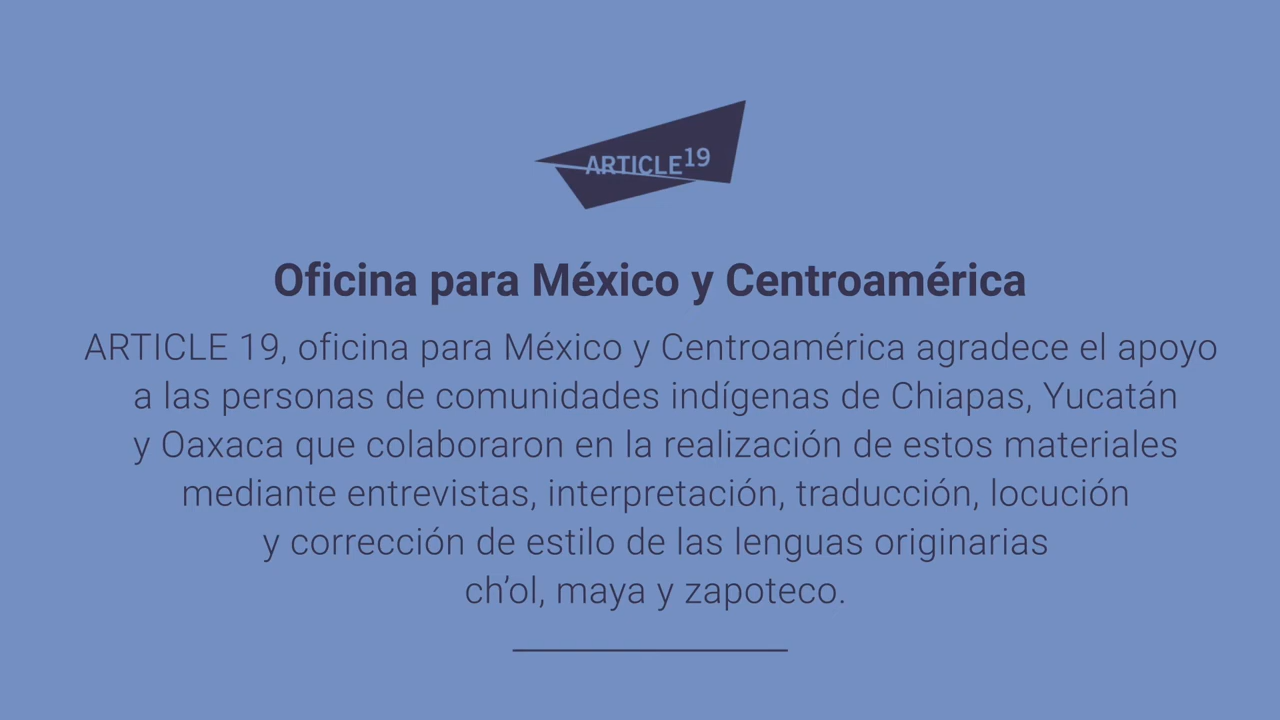 ARTICLE19
Oficina para México y Centroamérica
ARTICLE 19, oficina para México y Centroamérica agradece el apoyo
a las personas de comunidades indígenas de Chiapas, Yucatán
y Oaxaca que colaboraron en la realización de estos materiales
mediante entrevistas, interpretación, traducción, locución
y corrección de estilo de las lenguas originarias
ch’ol, maya y zapoteco.